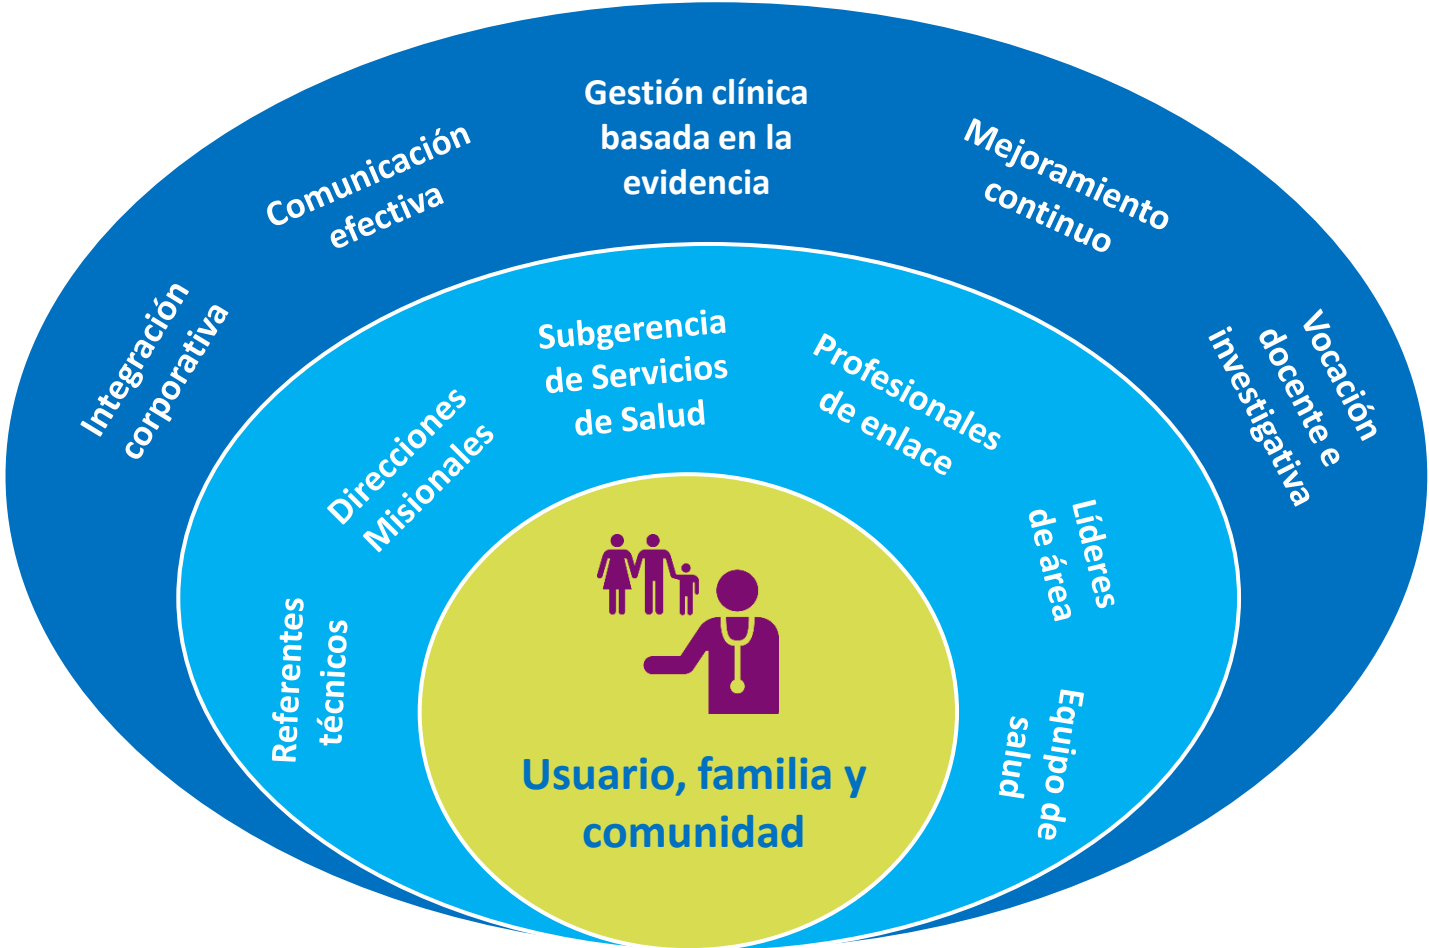 Gestión clínica
basada en la
evidencia
Comunicación
efectiva
Mejoramiento
continuo
Integración
corporativa
Vocación
docente e
investigativa
Subgerencia
de Servicios
de Salud
Profesionales
de enlace
Direcciones
Misionales
Líderes
de área
Referentes
técnicos
Equipo de
salud
Usuario, familia y
comunidad